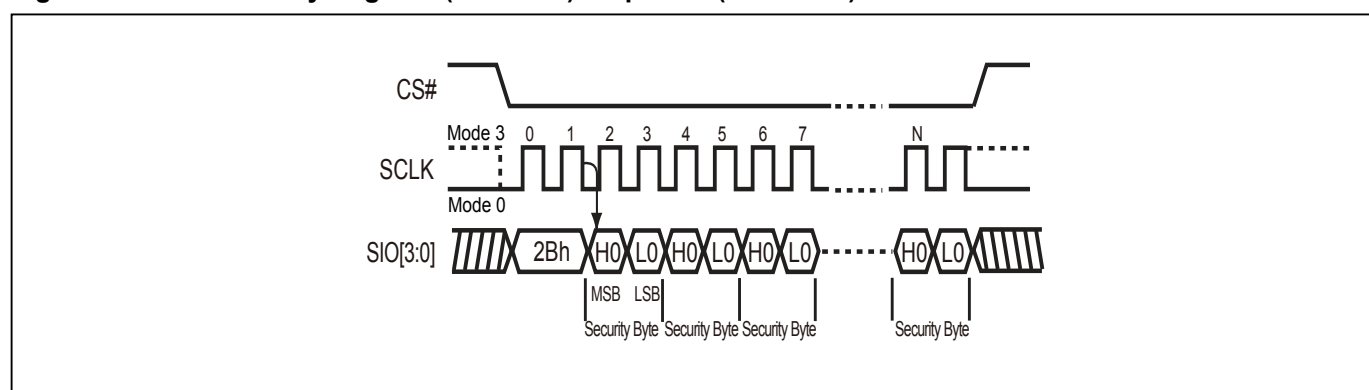 CS#
Mode 3 0 1 2 3 4 5 6 7 N
SCLK
Mode 0
SIO[3:0] 2Bh H0 L0 H0 L0 H0 L0 H0 L0
MSB LSB
Security Byte Security Byte Security Byte Security Byte